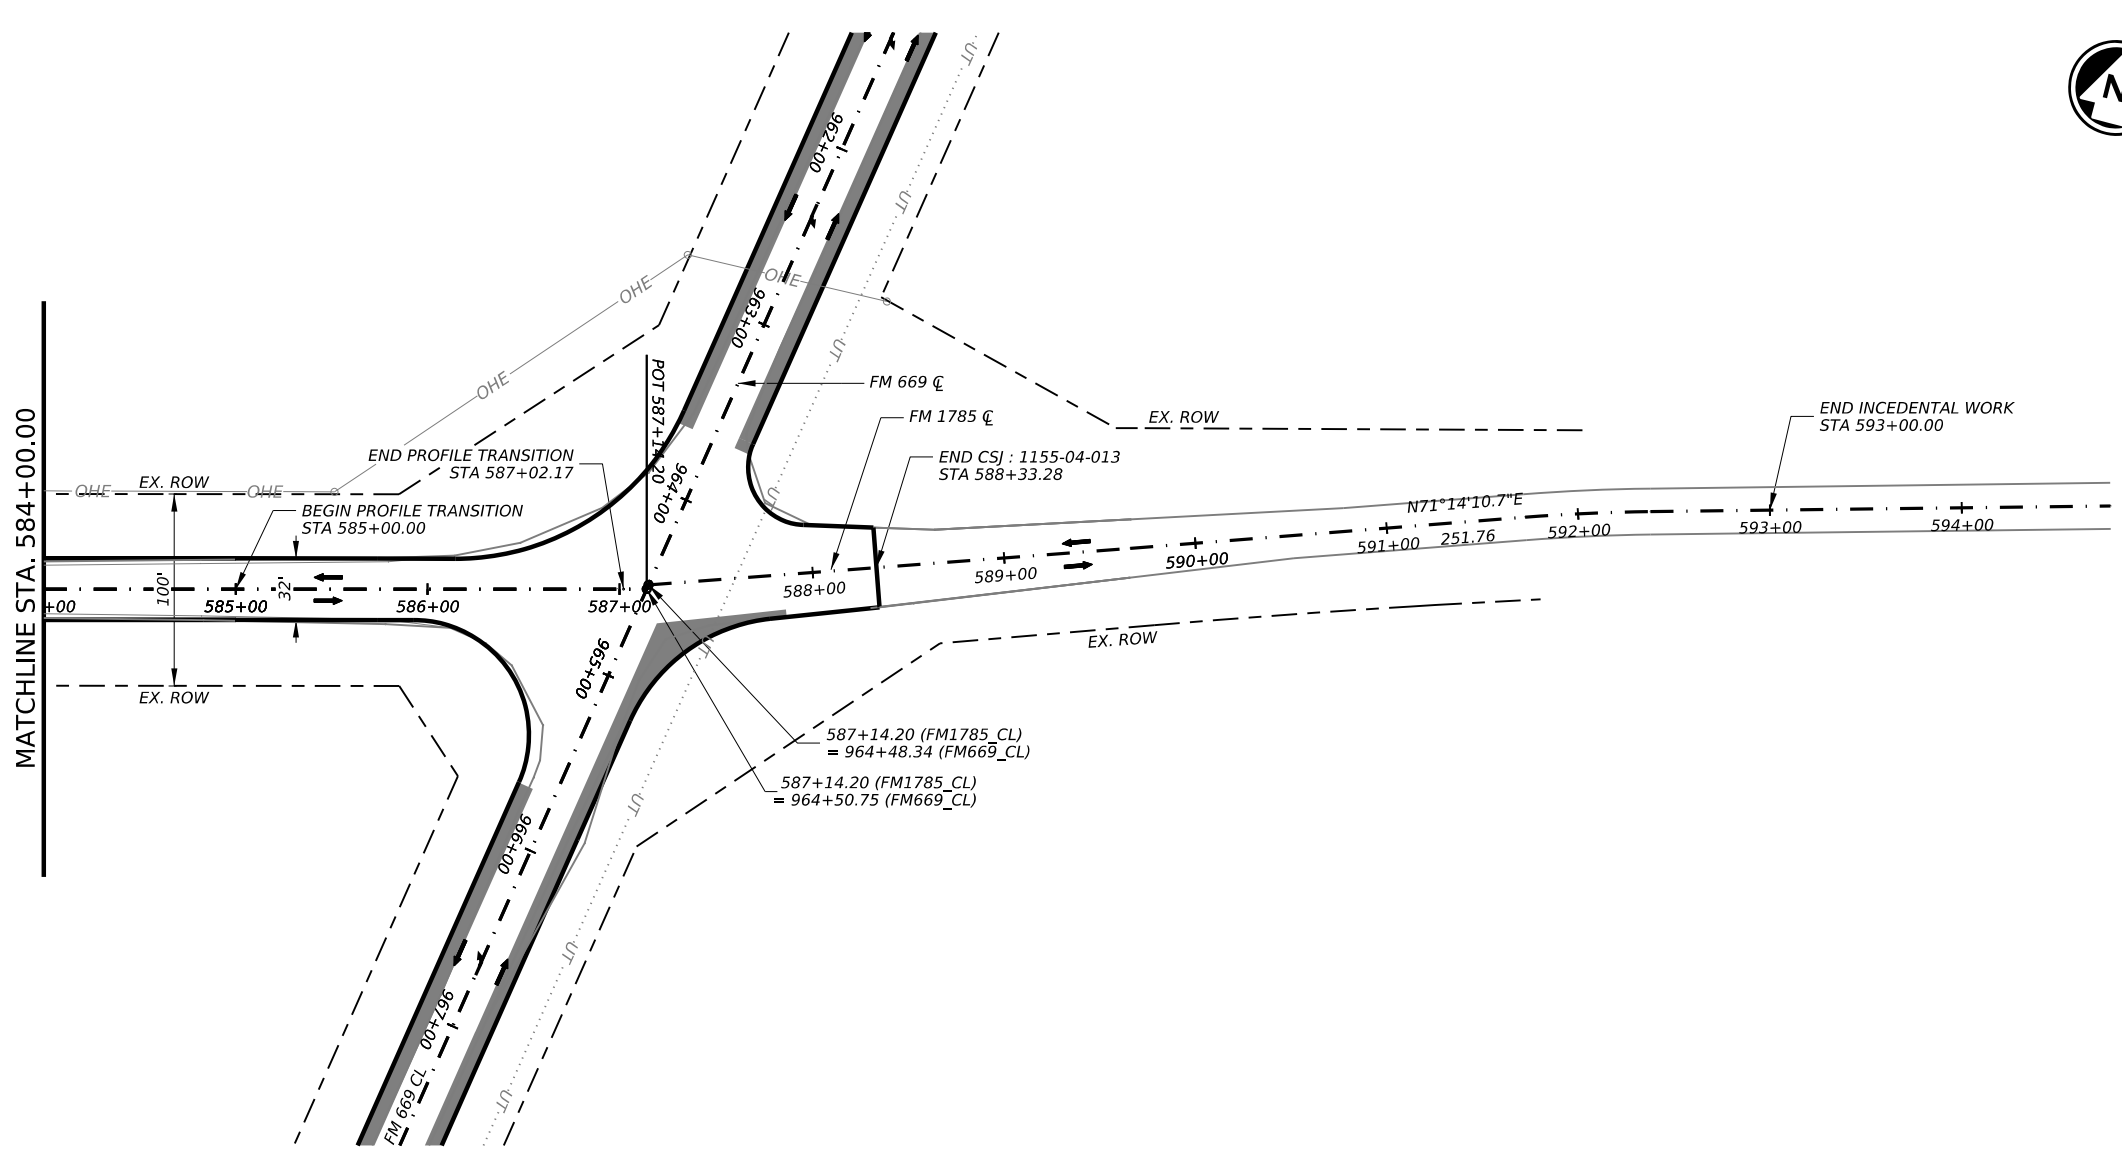 N
962+00
UT
UT
OHE
OHE
963+00
UT
OHE
FM 669 ℄
POT 587+14.20
FM 1785 ℄
EX. ROW
END INCEDENTAL WORK
STA 593+00.00
END PROFILE TRANSITION
STA 587+02.17
END CSJ : 1155-04-013
STA 588+33.28
964+00
UT
OHE
EX. ROW
OHE
BEGIN PROFILE TRANSITION
STA 585+00.00
MATCHLINE STA. 584+00.00
100'
32'
N71°14'10.7"E
251.76
+00
585+00
586+00
587+00
588+00
589+00
590+00
591+00
592+00
593+00
594+00
EX. ROW
UT
965+00
EX. ROW
587+14.20 (FM1785_CL)
= 964+48.34 (FM669_CL)
587+14.20 (FM1785_CL)
= 964+50.75 (FM669_CL)
UT
966+00
UT
967+00
UT
FM 669 CL